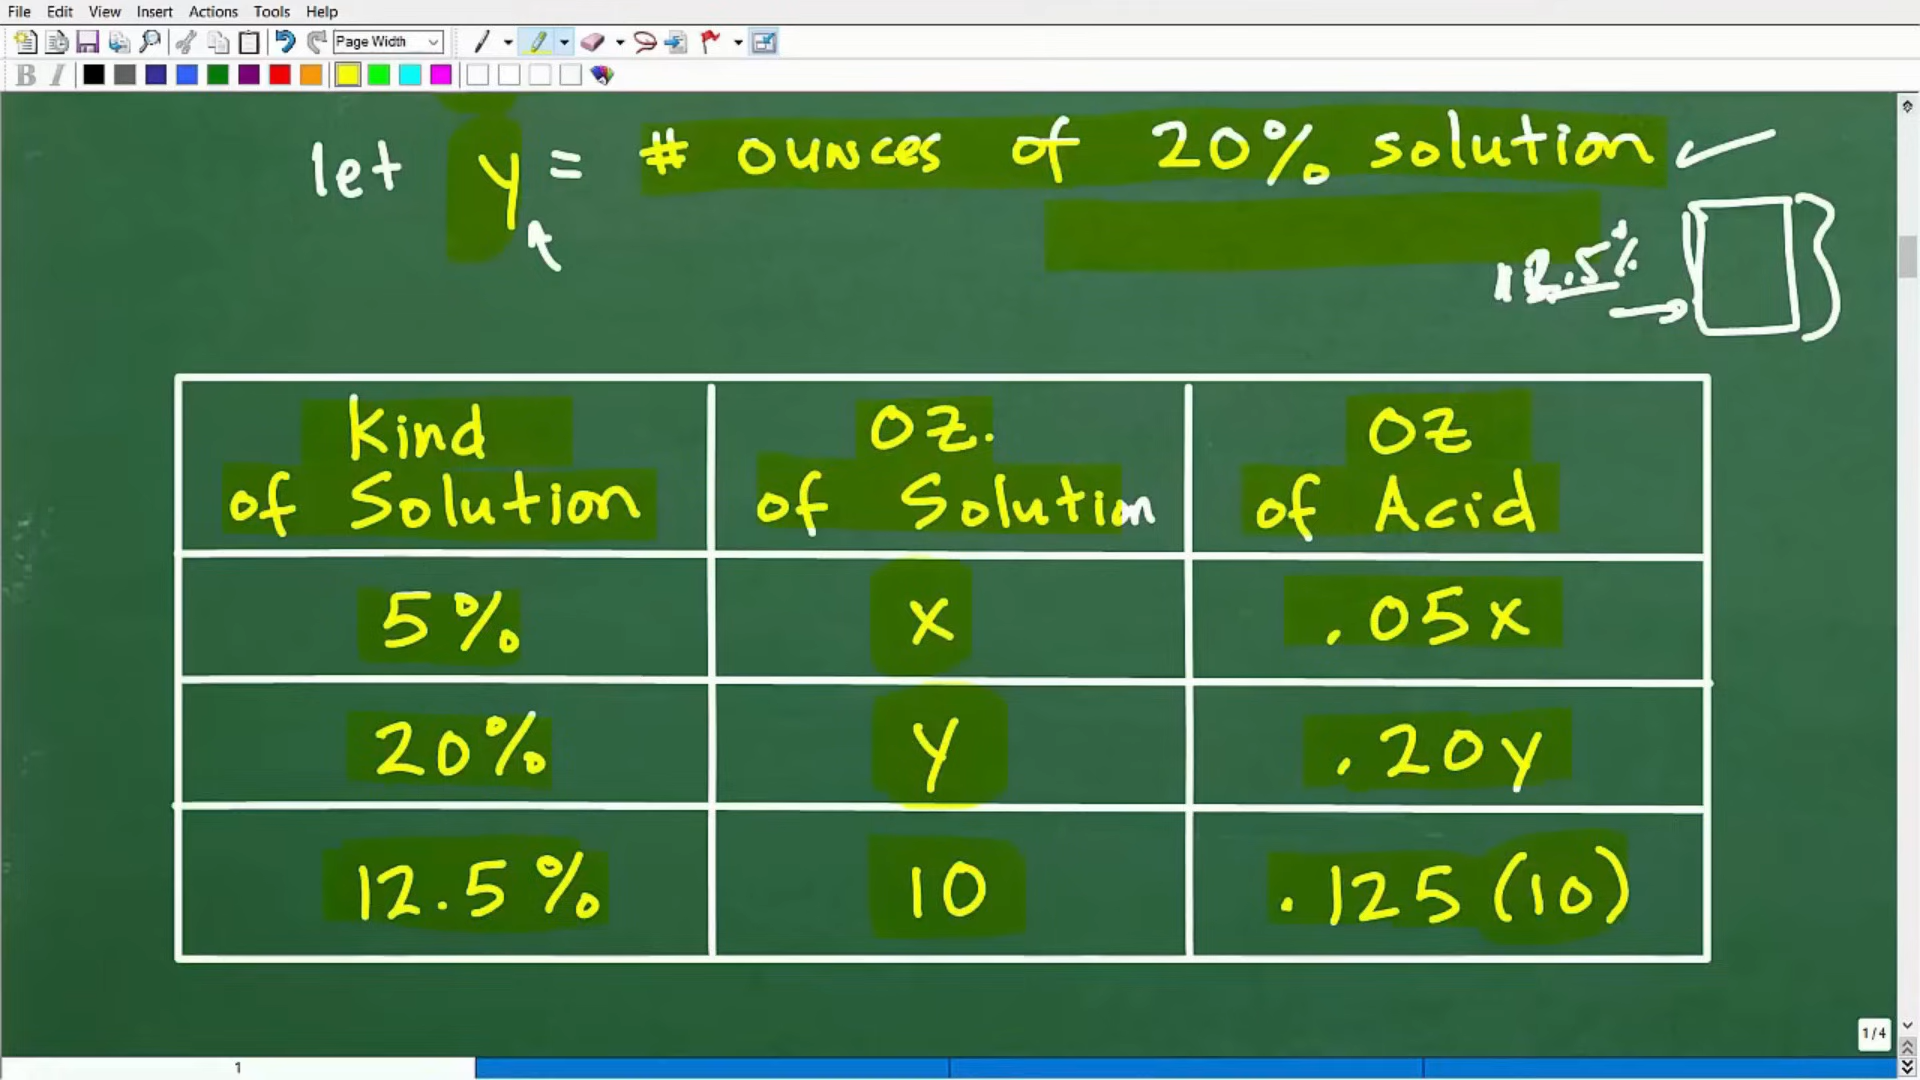 File Edit View Insert Actions Tools Help
Page Width
B I
let y = # ounces of 20% solution
12.5%
Kind of Solution
oz. of Solution
oz of Acid
5% x .05x
20% y .20y
12.5% 10 .125 (10)
1/4
1